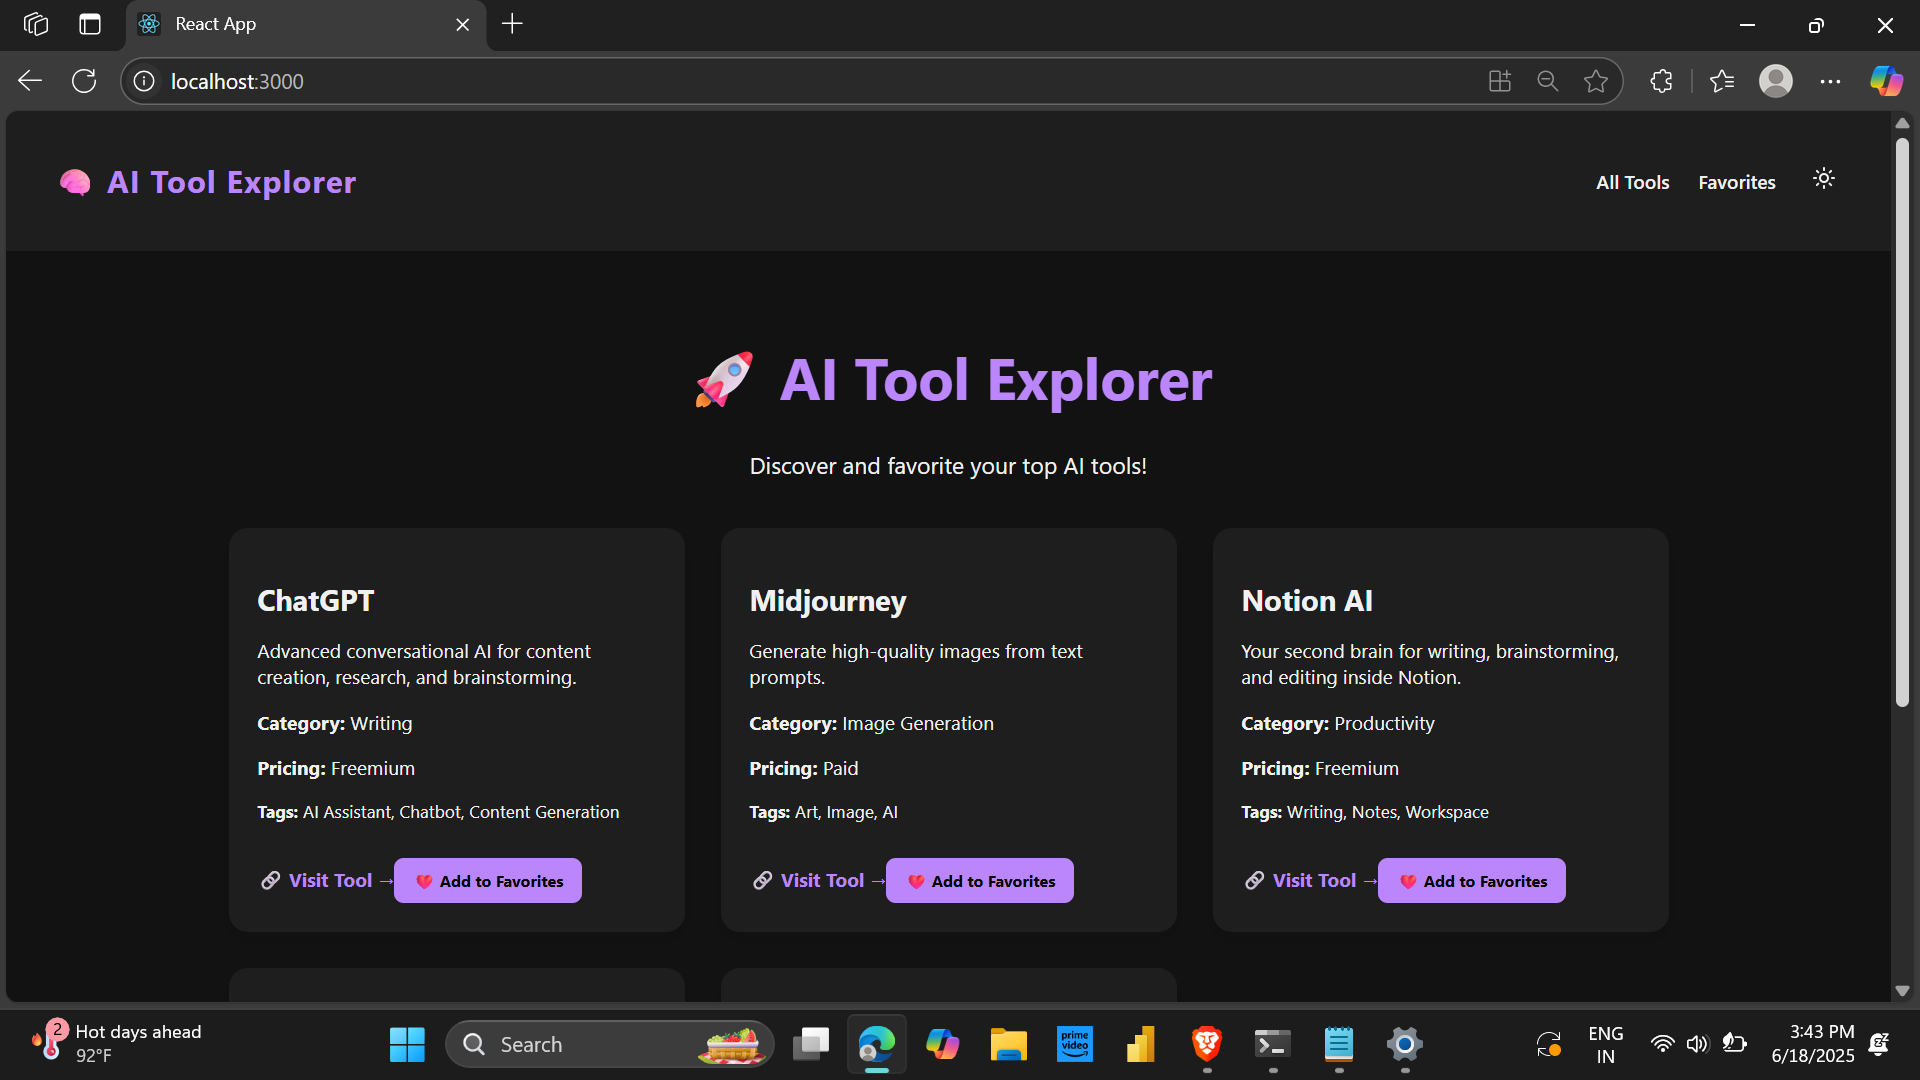 React App
localhost:3000
AI Tool Explorer
All Tools
Favorites
AI Tool Explorer
Discover and favorite your top AI tools!
ChatGPT
Advanced conversational AI for content
creation, research, and brainstorming.
Category: Writing
Pricing: Freemium
Tags: AI Assistant, Chatbot, Content Generation
Visit Tool →
Add to Favorites
Midjourney
Generate high-quality images from text
prompts.
Category: Image Generation
Pricing: Paid
Tags: Art, Image, AI
Visit Tool →
Add to Favorites
Notion AI
Your second brain for writing, brainstorming,
and editing inside Notion.
Category: Productivity
Pricing: Freemium
Tags: Writing, Notes, Workspace
Visit Tool →
Add to Favorites
2
Hot days ahead
92°F
Search
prime
video
ENG
IN
3:43 PM
6/18/2025